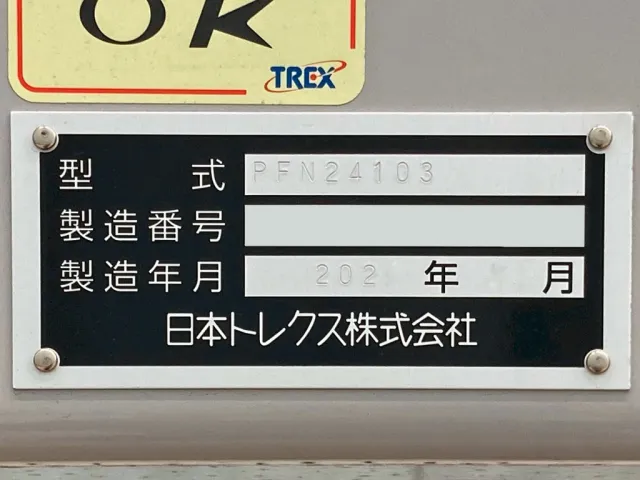 OK
TREX
型 式 PFN24103
製造番号
製造年月 202 年 月
日本トレクス株式会社